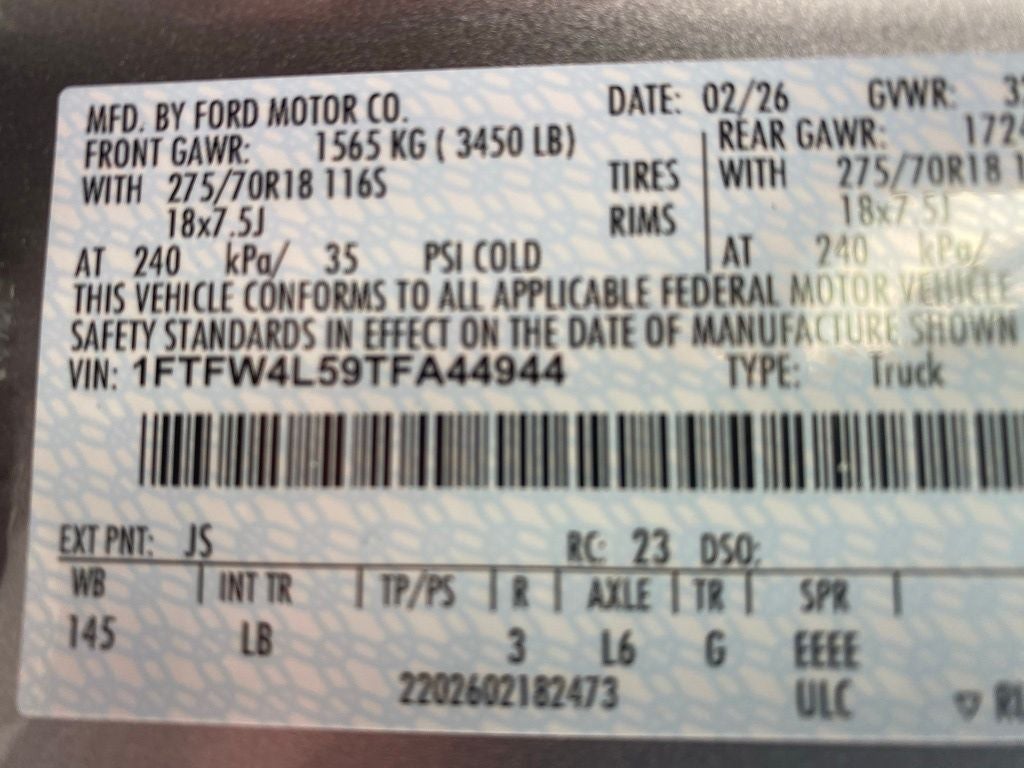 MFD. BY FORD MOTOR CO. DATE: 02/26 GVWR:
FRONT GAWR: 1565 KG ( 3450 LB) REAR GAWR: 1724
WITH 275/70R18 116S TIRES WITH 275/70R18 1
18x7.5J RIMS 18x7.5J
AT 240 kPa/ 35 PSI COLD AT 240 kPa/
THIS VEHICLE CONFORMS TO ALL APPLICABLE FEDERAL MOTOR VEHICLE
SAFETY STANDARDS IN EFFECT ON THE DATE OF MANUFACTURE SHOWN
VIN: 1FTFW4L59TFA44944 TYPE: Truck
EXT PNT: JS RC: 23 DSO:
WB INT TR TP/PS R AXLE TR SPR
145 LB 3 L6 G EEEE
2202602182473 ULC